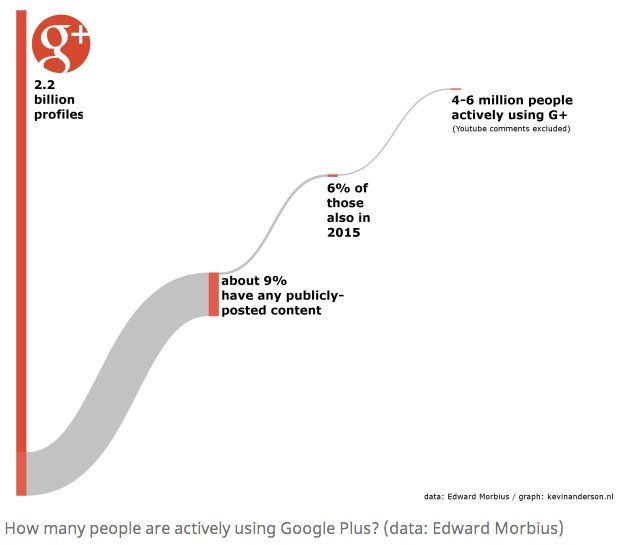 g+
2.2
billion
profiles
4-6 million people
actively using G+
(Youtube comments excluded)
6% of
those
also in
2015
about 9%
have any publicly-
posted content
data: Edward Morbius / graph: kevinanderson.nl
How many people are actively using Google Plus? (data: Edward Morbius)